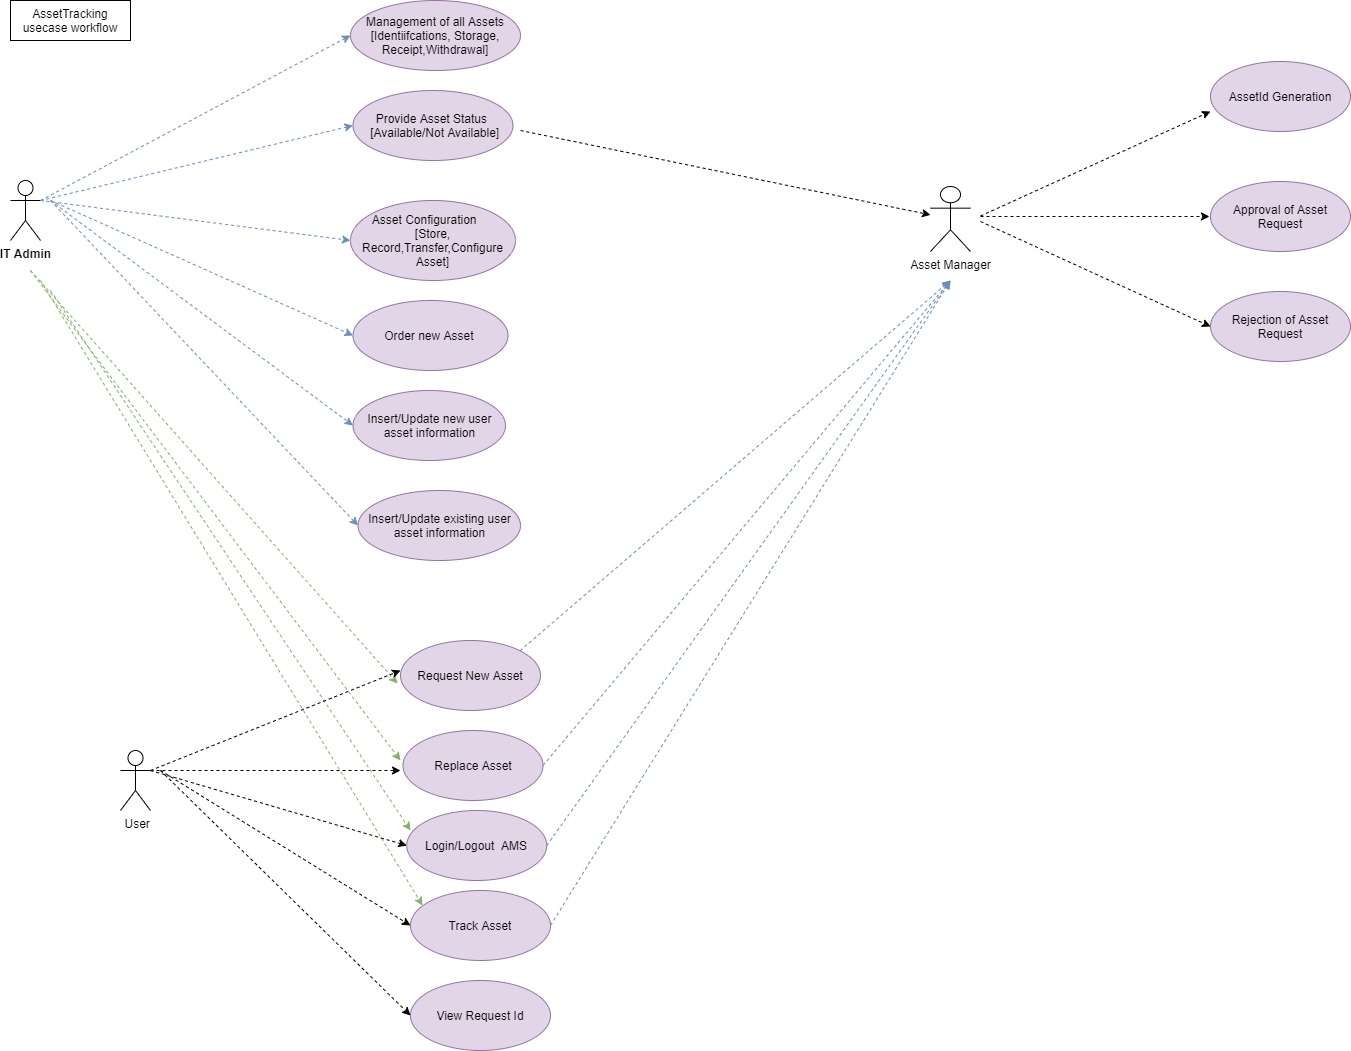 AssetTracking
usecase workflow
Management of all Assets
[Identiifcations, Storage,
Receipt,Withdrawal]
Provide Asset Status
[Available/Not Available]
AssetId Generation
IT Admin
Asset Configuration
[Store,
Record,Transfer,Configure
Asset]
Asset Manager
Approval of Asset
Request
Order new Asset
Rejection of Asset
Request
Insert/Update new user
asset information
Insert/Update existing user
asset information
Request New Asset
Replace Asset
User
Login/Logout  AMS
Track Asset
View Request Id